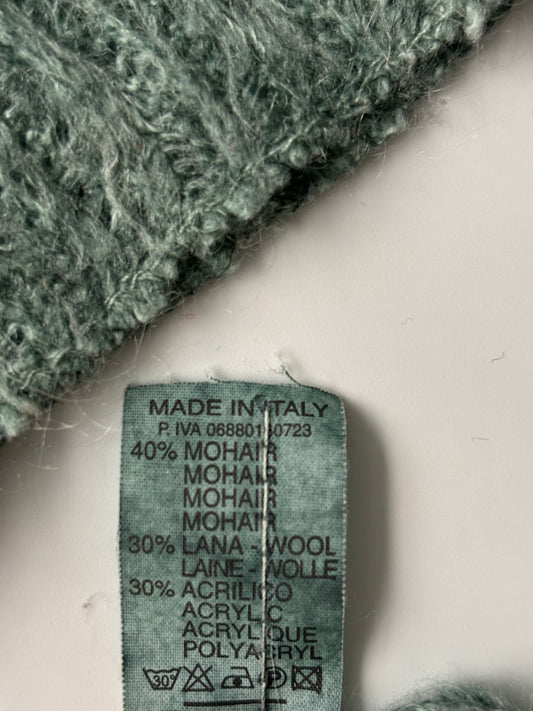 MADE IN ITALY
P. IVA 06880130723
40% MOHAIR
MOHAIR
MOHAIR
MOHAIR
30% LANA - WOOL
LAINE - WOLLE
30% ACRILICO
ACRYLIC
ACRYLIQUE
POLYACRYL
30°